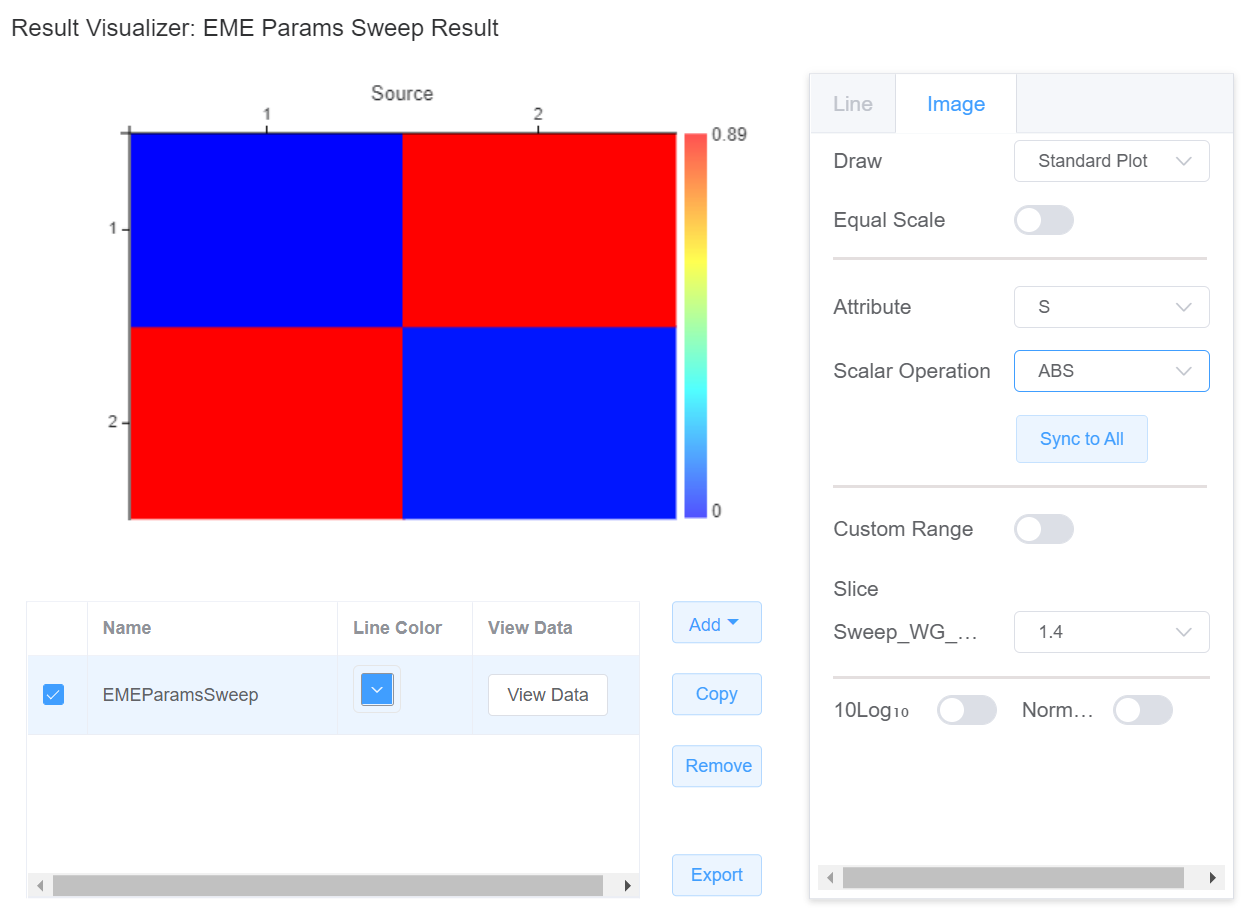 Result Visualizer: EME Params Sweep Result
Source
1 2
0.89
1
2
0
Line Image
Draw Standard Plot
Equal Scale
Attribute S
Scalar Operation ABS
Sync to All
Custom Range
Slice
Sweep_WG_... 1.4
10Log₁₀ Norm...
Name Line Color View Data
EMEParamsSweep View Data
Add
Copy
Remove
Export